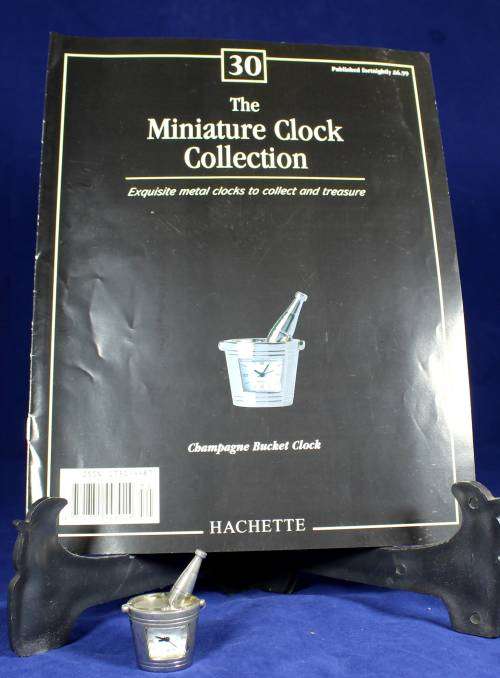 30
Published fortnightly £6.99
The
Miniature Clock
Collection
Exquisite metal clocks to collect and treasure
Champagne Bucket Clock
HACHETTE